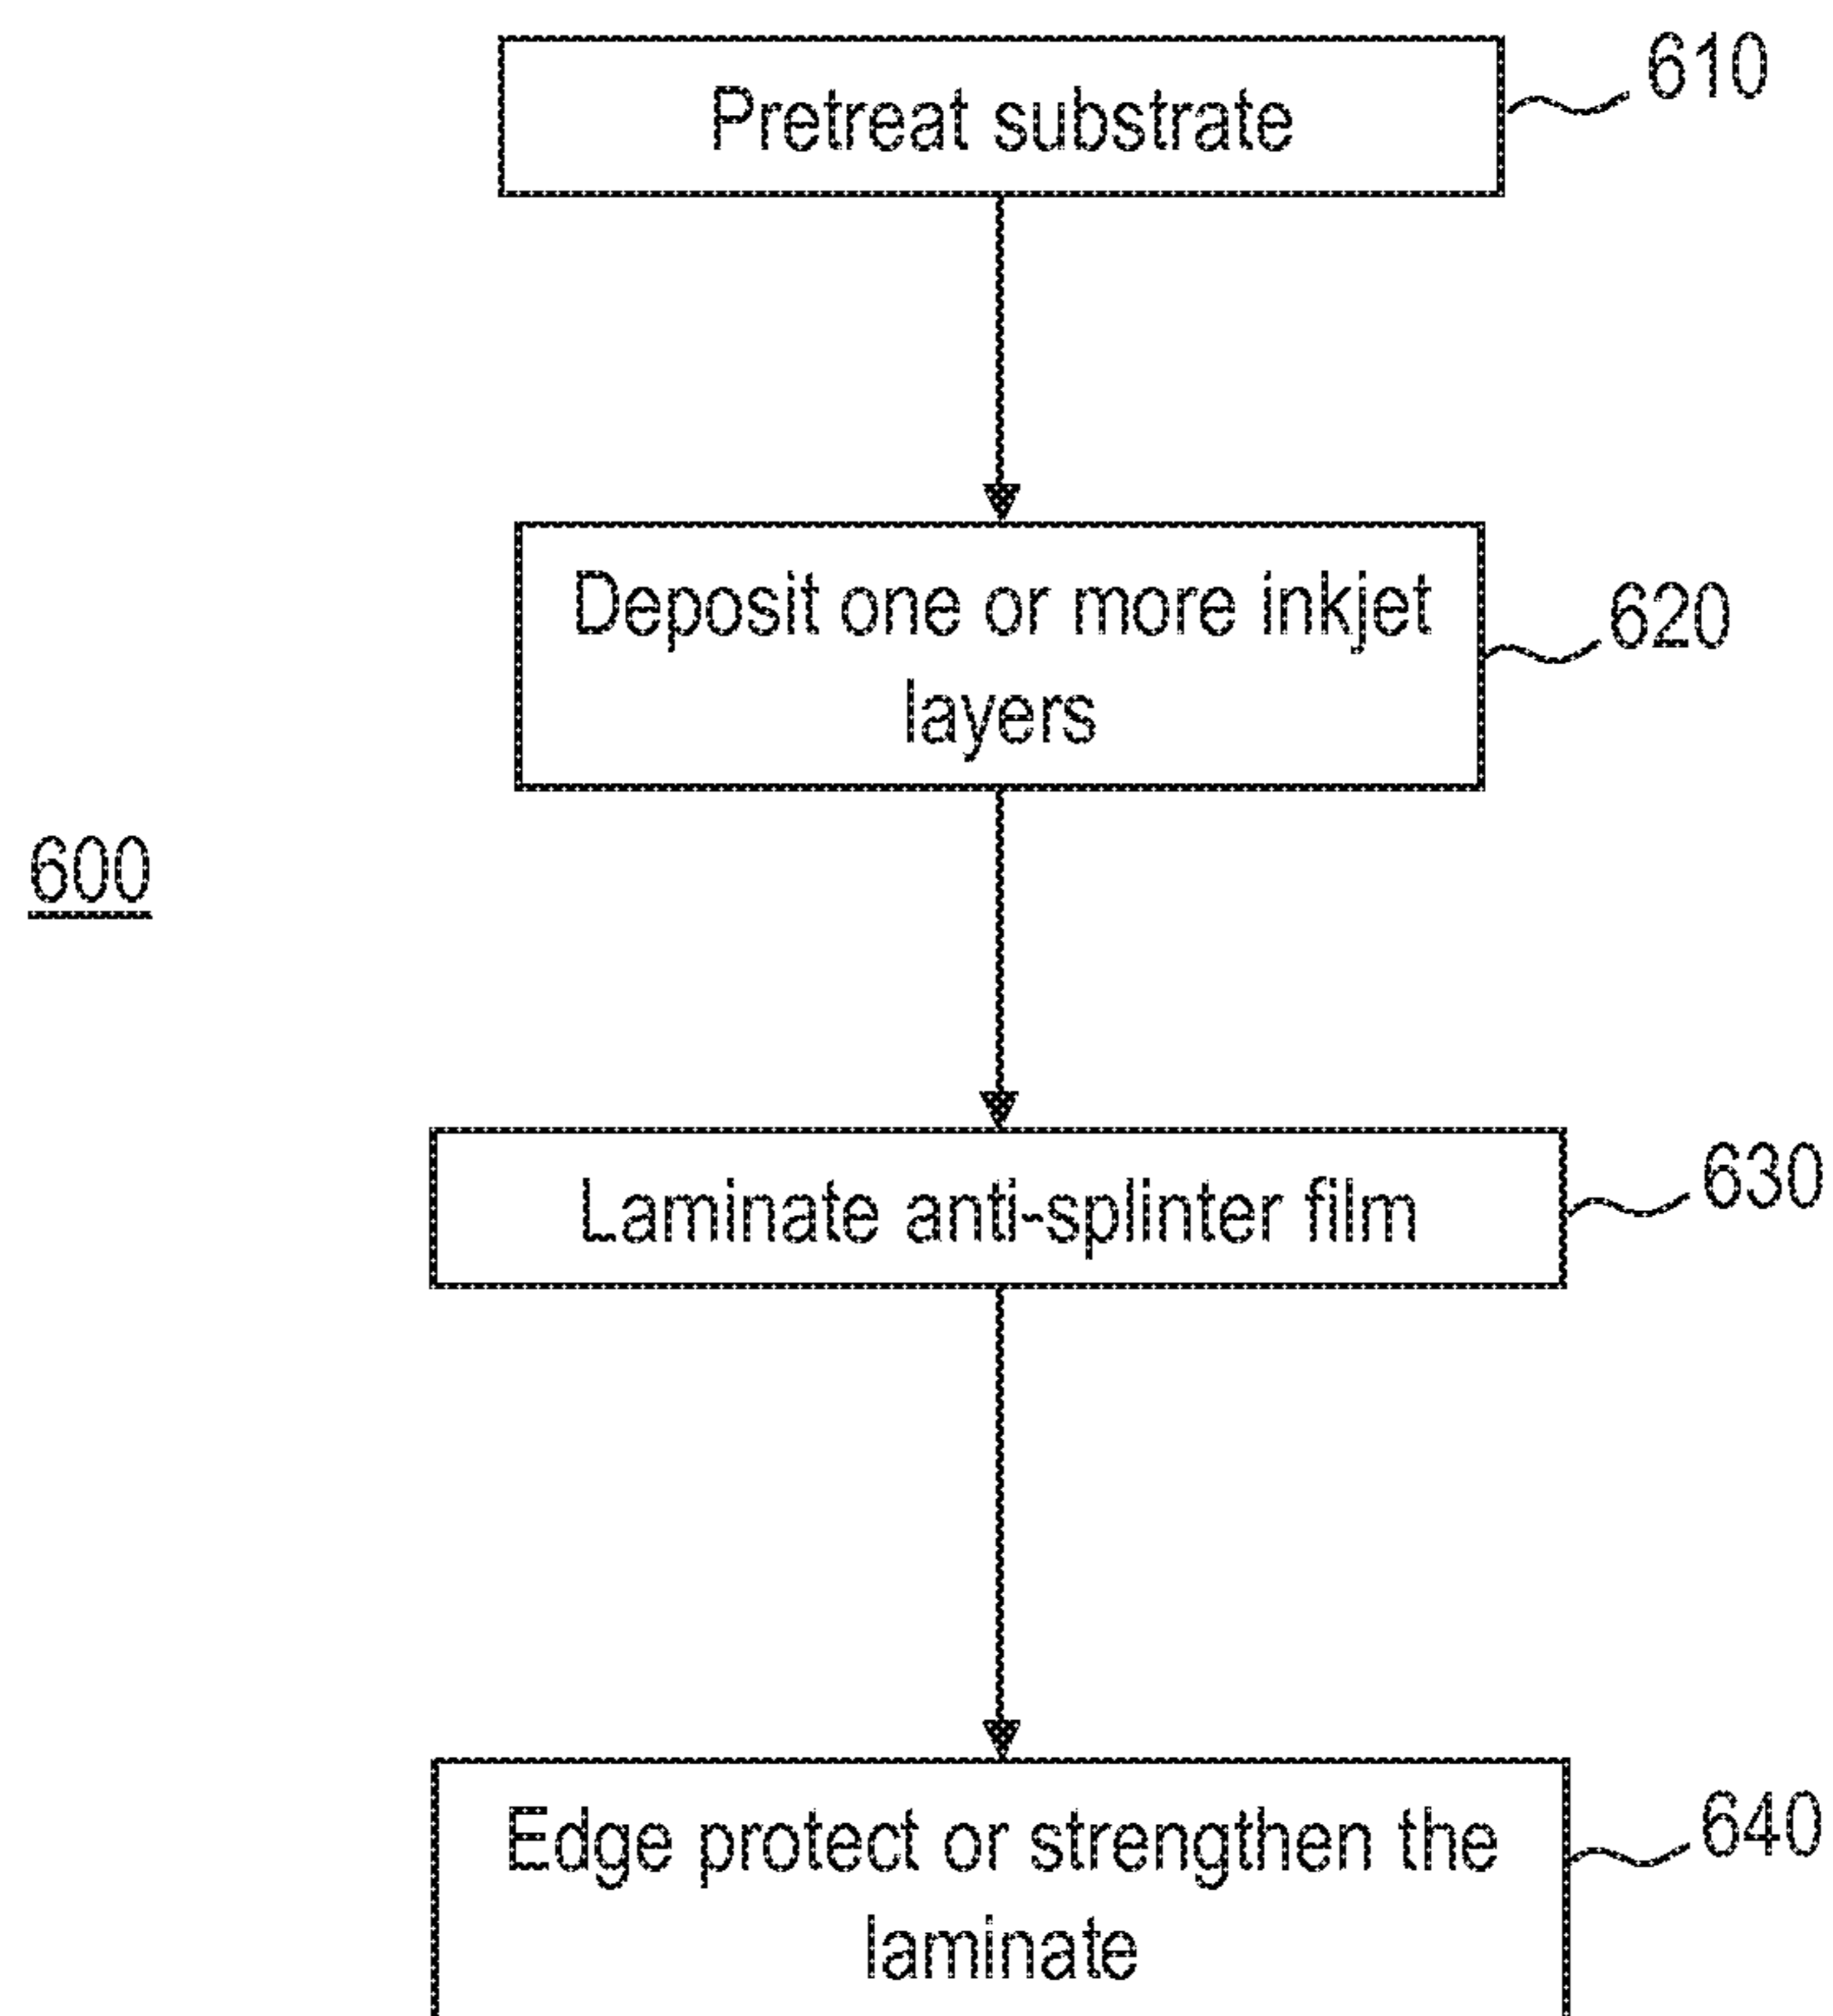 Pretreat substrate
610
Deposit one or more inkjet
layers
620
600
Laminate anti-splinter film
630
Edge protect or strengthen the
laminate
640